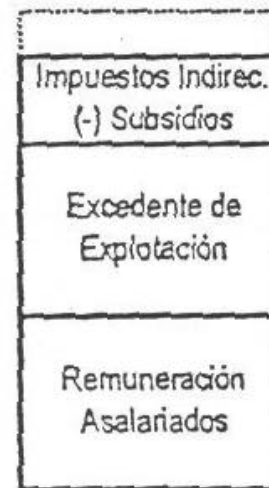 Impuestos Indirec.
(-) Subsidios
Excedente de
Explotación
Remuneración
Asalariados